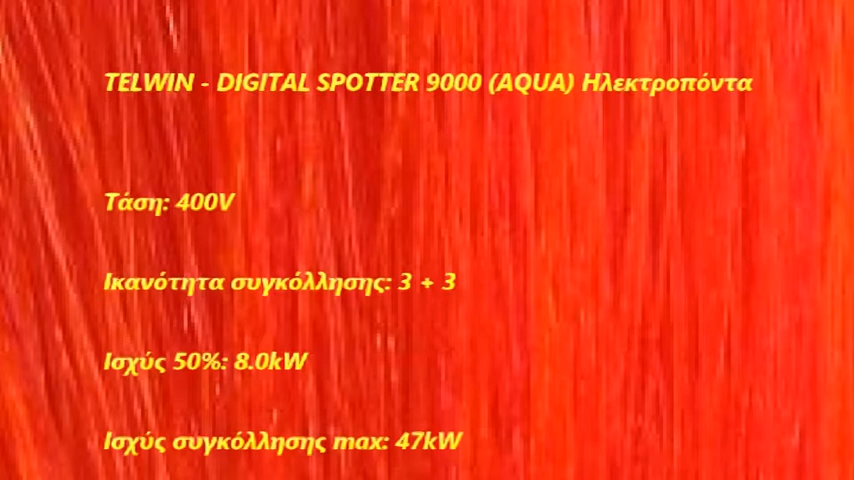 TELWIN - DIGITAL SPOTTER 9000 (AQUA) Ηλεκτροπόντα
Τάση: 400V
Ικανότητα συγκόλλησης: 3 + 3
Ισχύς 50%: 8.0kW
Ισχύς συγκόλλησης max: 47kW